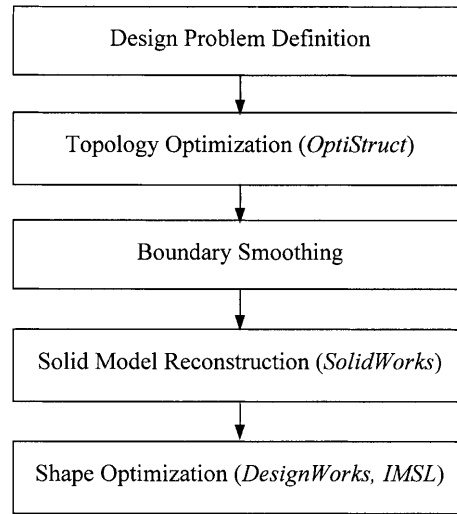 Design Problem Definition
Topology Optimization (OptiStruct)
Boundary Smoothing
Solid Model Reconstruction (SolidWorks)
Shape Optimization (DesignWorks, IMSL)